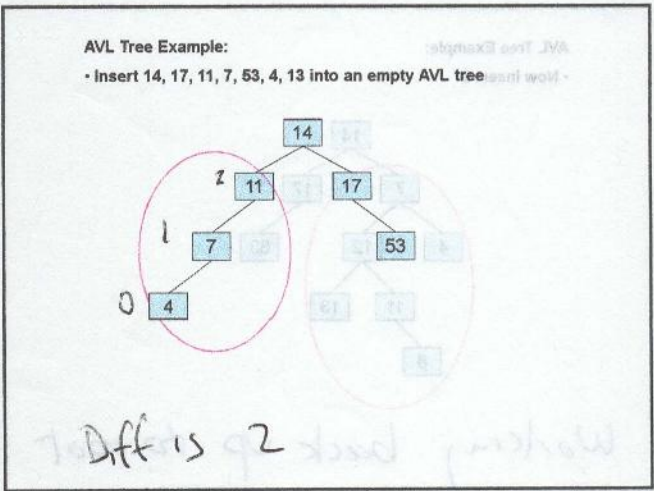 AVL Tree Example:
• Insert 14, 17, 11, 7, 53, 4, 13 into an empty AVL tree
14
2 11 17
1 7 53
0 4
Diff is 2